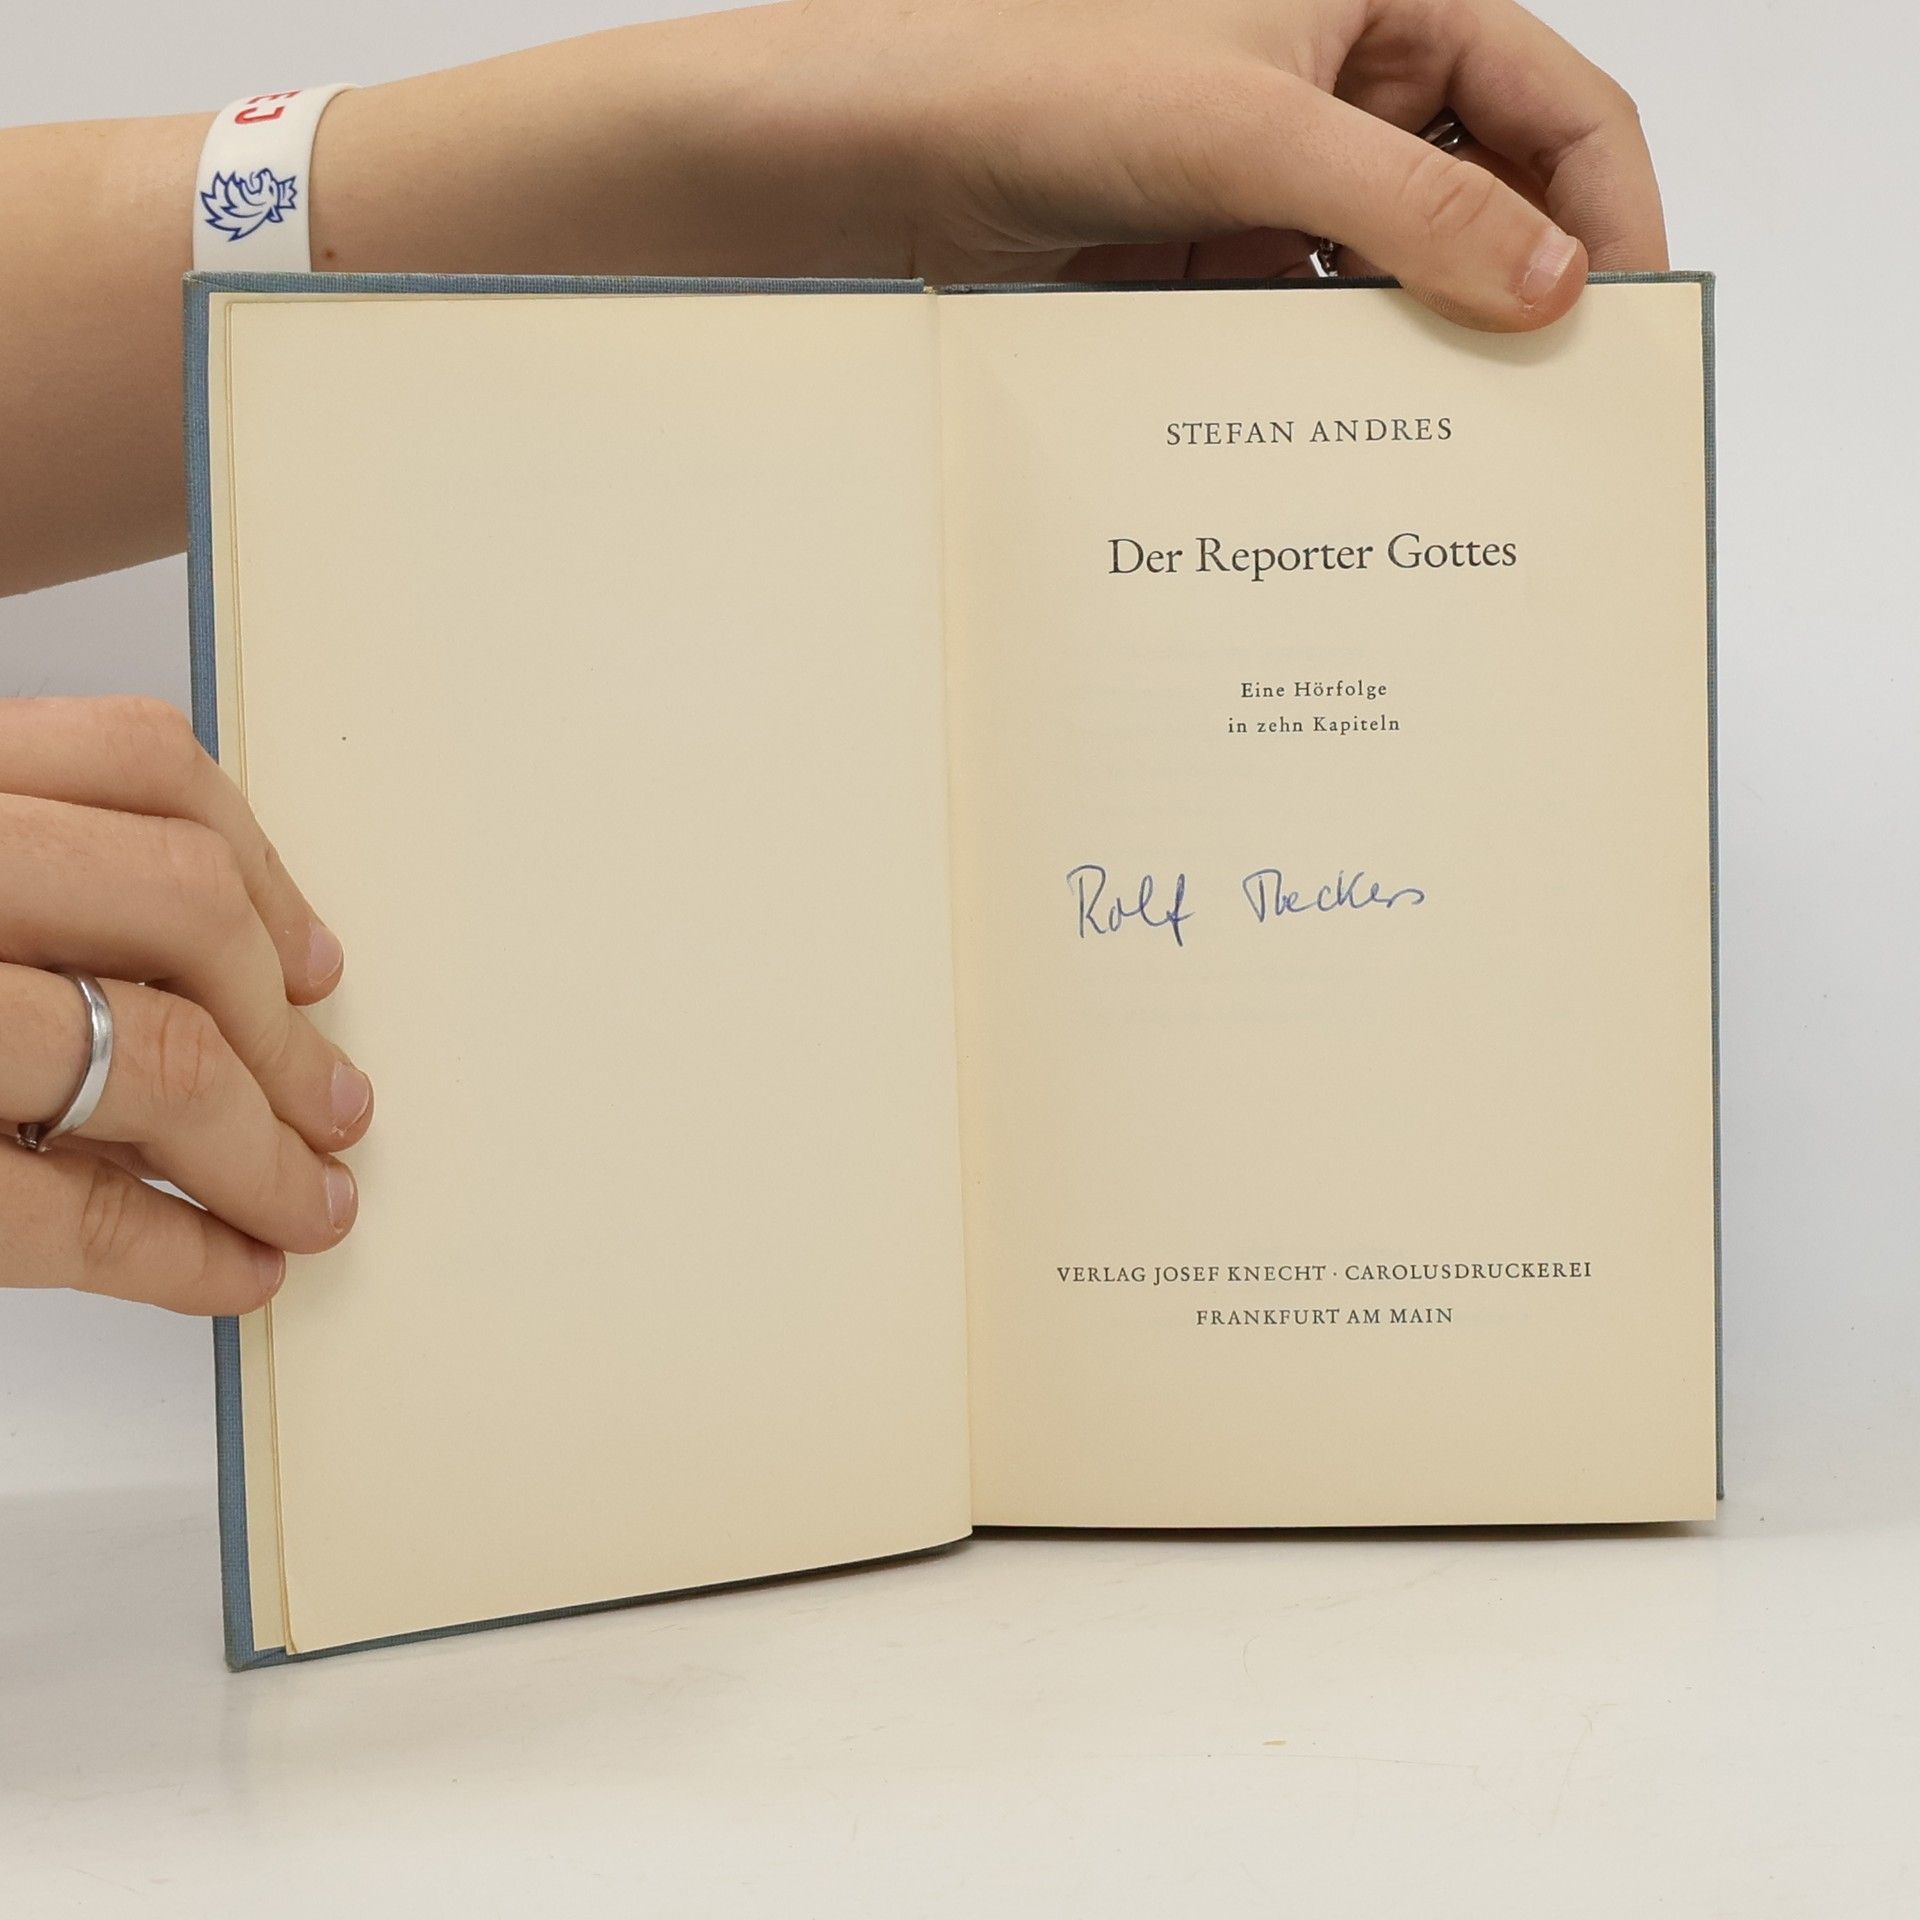 STEFAN ANDRES
Der Reporter Gottes
Eine Hörfolge
in zehn Kapiteln
Rolf
VERLAG JOSEF KNECHT · CAROLUSDRUCKEREI
FRANKFURT AM MAIN